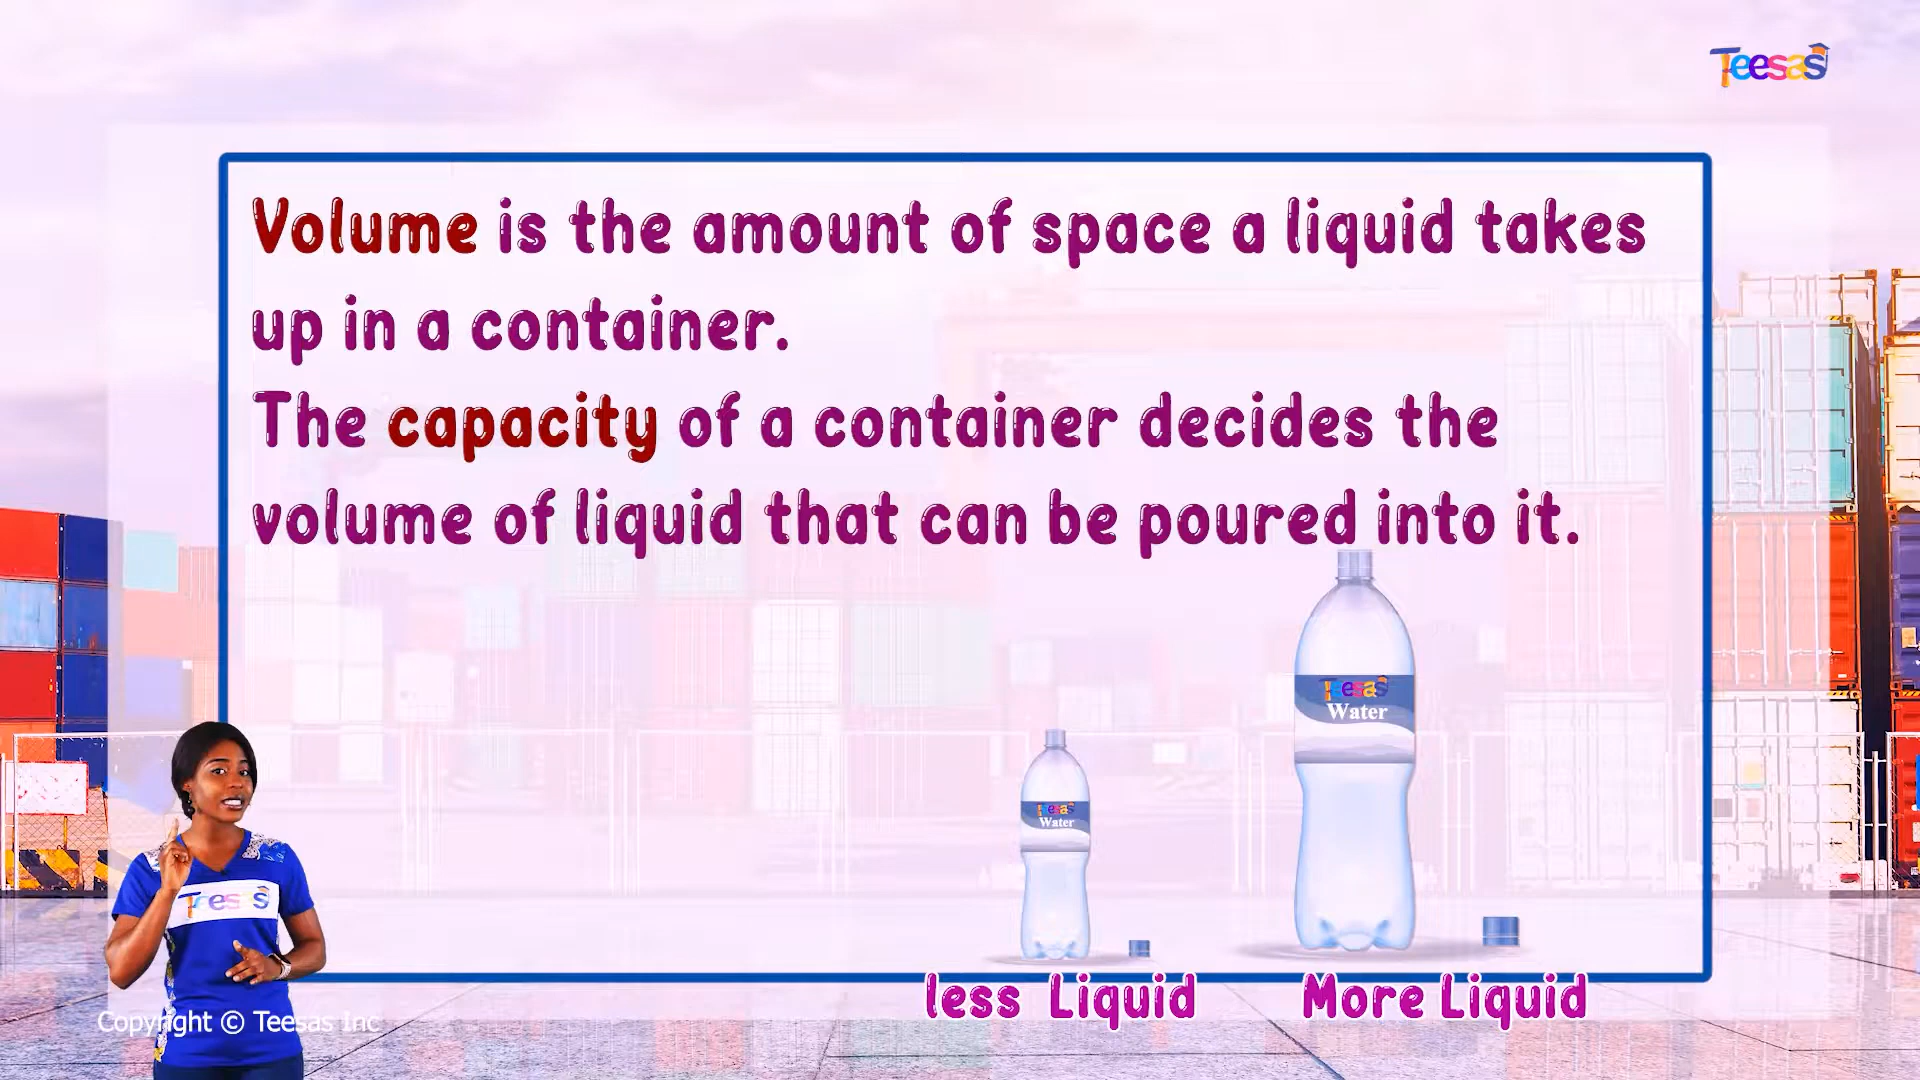 Teesas
Volume is the amount of space a liquid takes
up in a container.
The capacity of a container decides the
volume of liquid that can be poured into it.
Teesas
Water
Teesas
Water
Teesas
less Liquid
More Liquid
Copyright © Teesas Inc